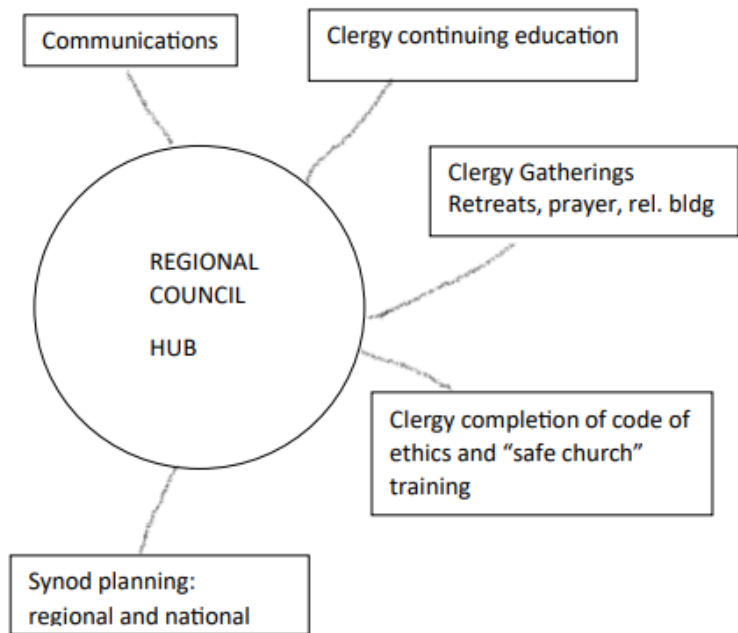 Communications
Clergy continuing education
Clergy Gatherings
Retreats, prayer, rel. bldg
REGIONAL
COUNCIL
HUB
Clergy completion of code of
ethics and “safe church”
training
Synod planning:
regional and national